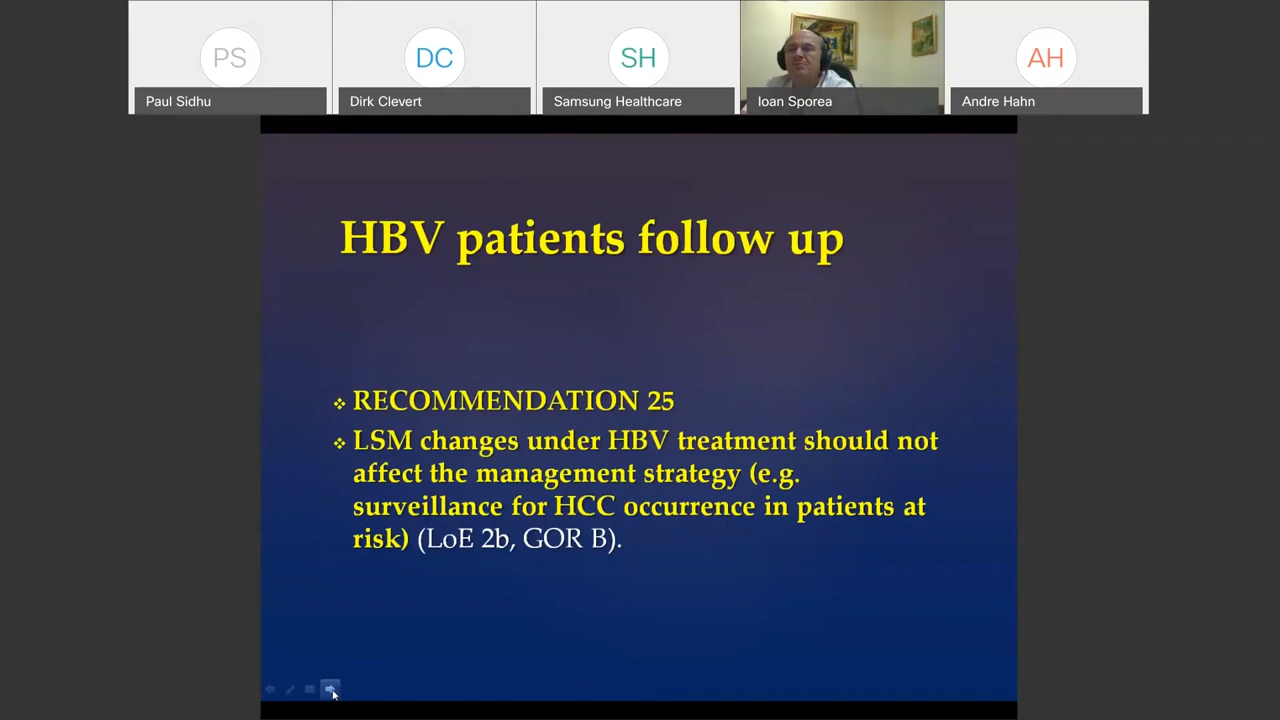 PS
DC
SH
AH
Paul Sidhu
Dirk Clevert
Samsung Healthcare
Ioan Sporea
Andre Hahn
HBV patients follow up
RECOMMENDATION 25
LSM changes under HBV treatment should not
affect the management strategy (e.g.
surveillance for HCC occurrence in patients at
risk) (LoE 2b, GOR B).